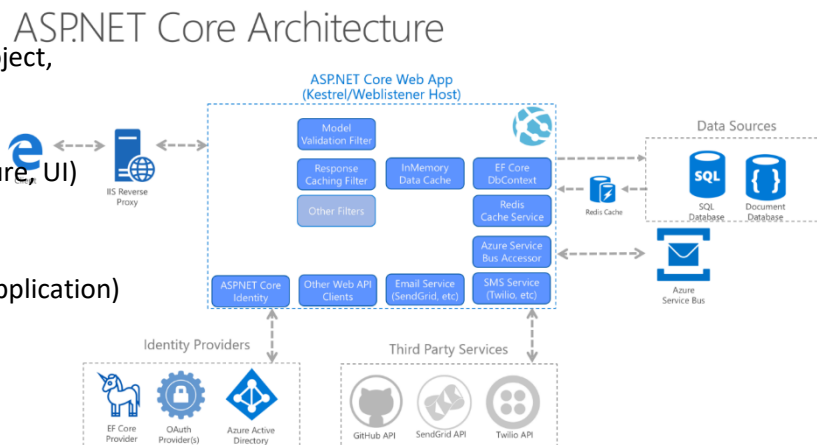 ASP.NET Core Architecture
oject,
ure, UI)
pplication)
ASP.NET Core Web App
(Kestrel/Weblistener Host)
Model
Validation Filter
Response
Caching Filter
InMemory
Data Cache
EF Core
DbContext
Other Filters
Redis
Cache Service
Azure Service
Bus Accessor
ASP.NET Core
Identity
Other Web API
Clients
Email Service
(SendGrid, etc)
SMS Service
(Twilio, etc)
IIS Reverse
Proxy
Data Sources
SQL
SQL
Database
Document
Database
Redis Cache
Azure
Service Bus
Identity Providers
EF Core
Provider
OAuth
Provider(s)
Azure Active
Directory
Third Party Services
GitHub API
SendGrid API
Twilio API